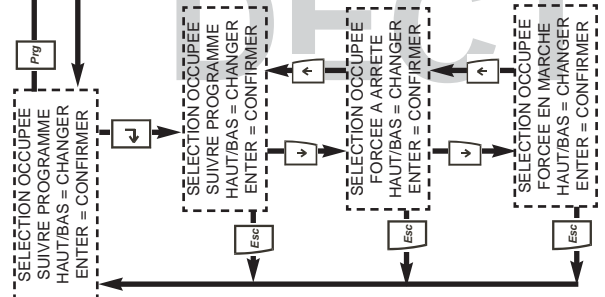 Prg
SELECTION OCCUPEE
SUIVRE PROGRAMME
HAUT/BAS = CHANGER
ENTER = CONFIRMER
SELECTION OCCUPEE
SUIVRE PROGRAMME
HAUT/BAS = CHANGER
ENTER = CONFIRMER
Esc
SELECTION OCCUPEE
FORCEE A ARRETE
HAUT/BAS = CHANGER
ENTER = CONFIRMER
Esc
SELECTION OCCUPEE
FORCEE EN MARCHE
HAUT/BAS = CHANGER
ENTER = CONFIRMER
Esc